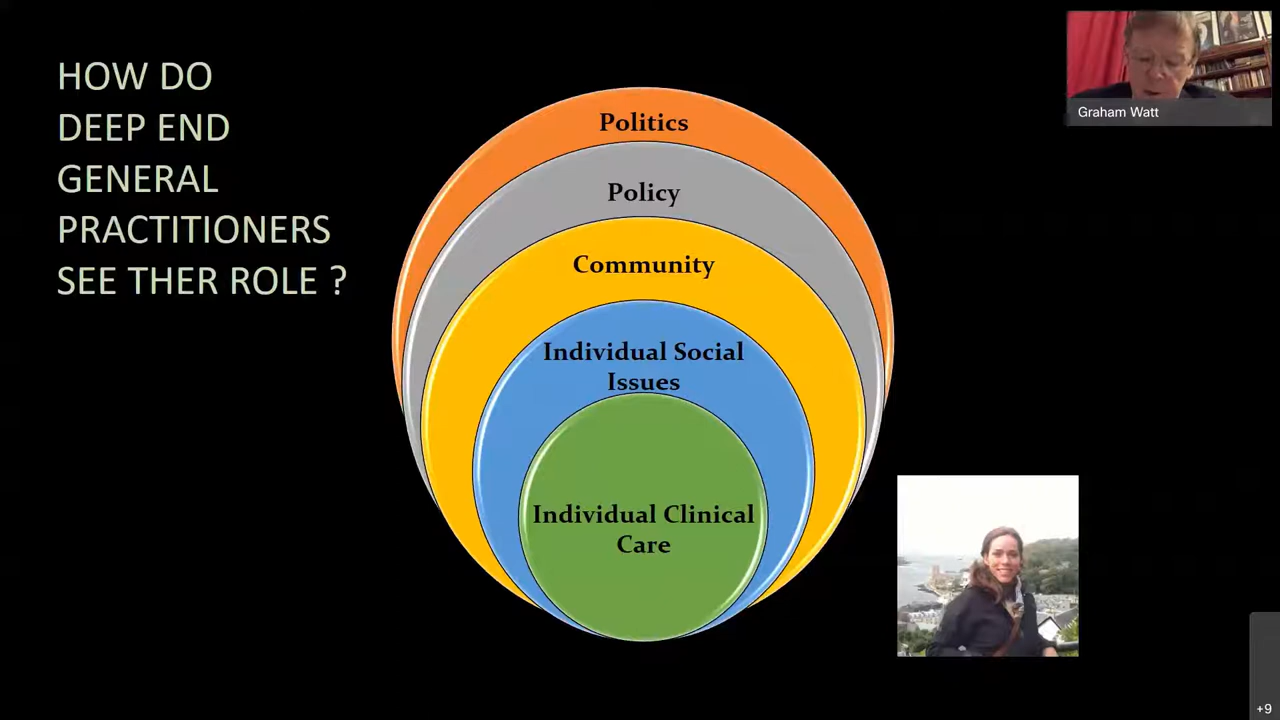 HOW DO
DEEP END
GENERAL
PRACTITIONERS
SEE THER ROLE ?
Politics
Policy
Community
Individual Social
Issues
Individual Clinical
Care
Graham Watt
+9